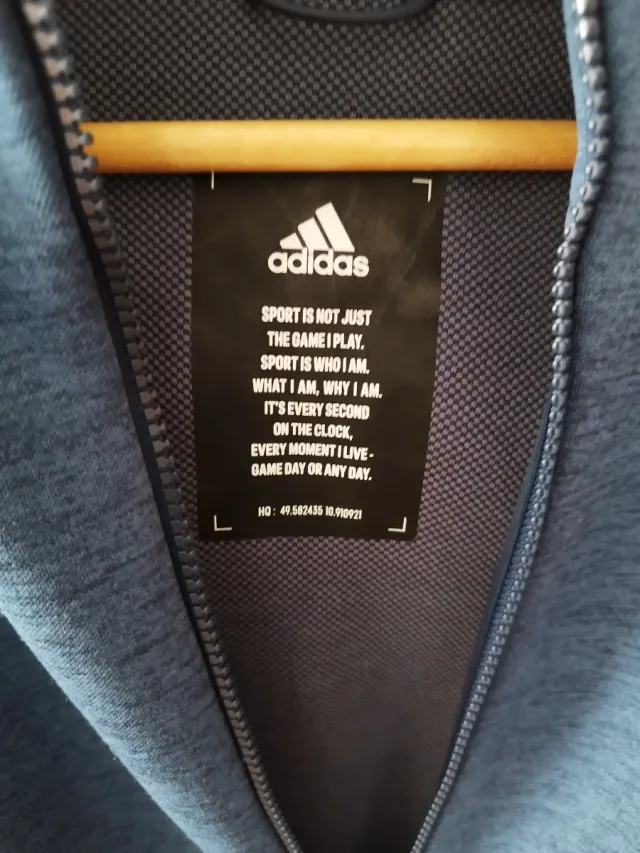 adidas
SPORT IS NOT JUST
THE GAME I PLAY.
SPORT IS WHO I AM.
WHAT I AM, WHY I AM.
IT'S EVERY SECOND
ON THE CLOCK,
EVERY MOMENT I LIVE -
GAME DAY OR ANY DAY.
HQ: 49.582435 10.910921